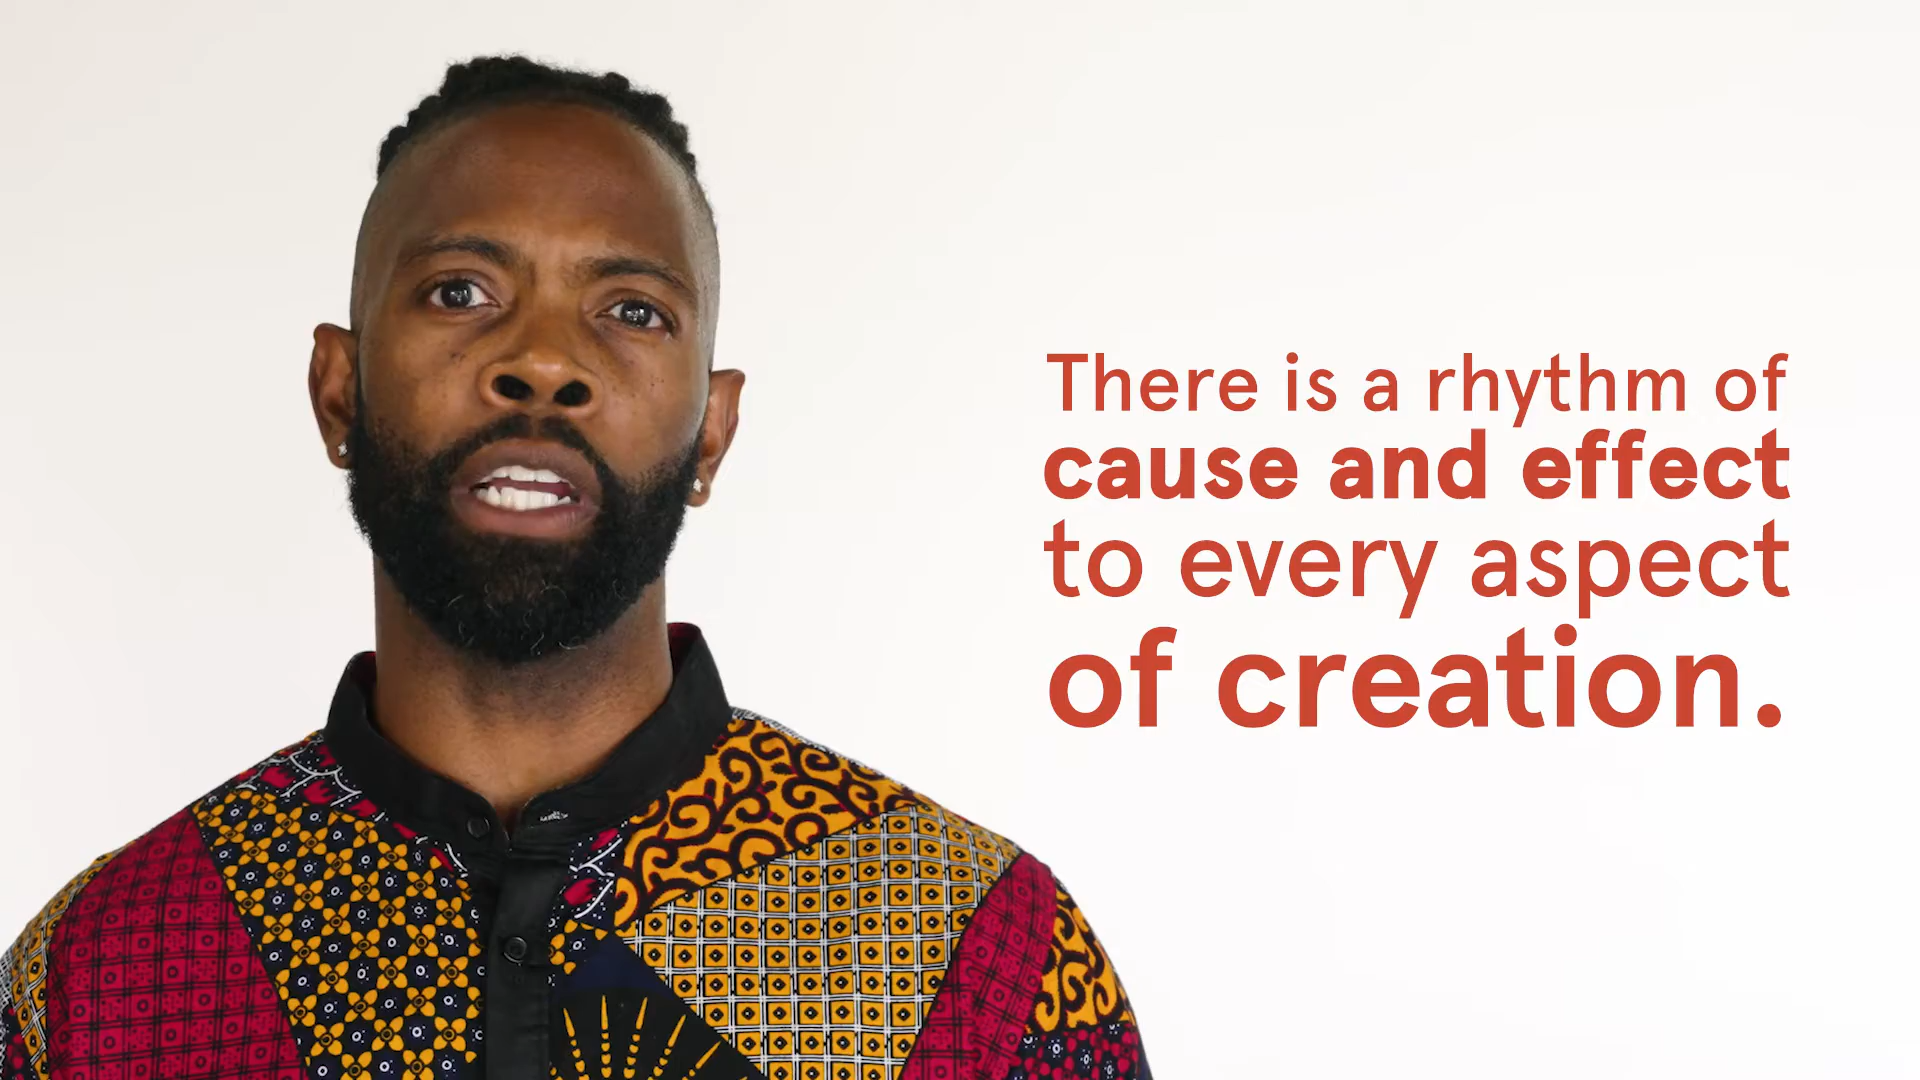 There is a rhythm of
cause and effect
to every aspect
of creation.